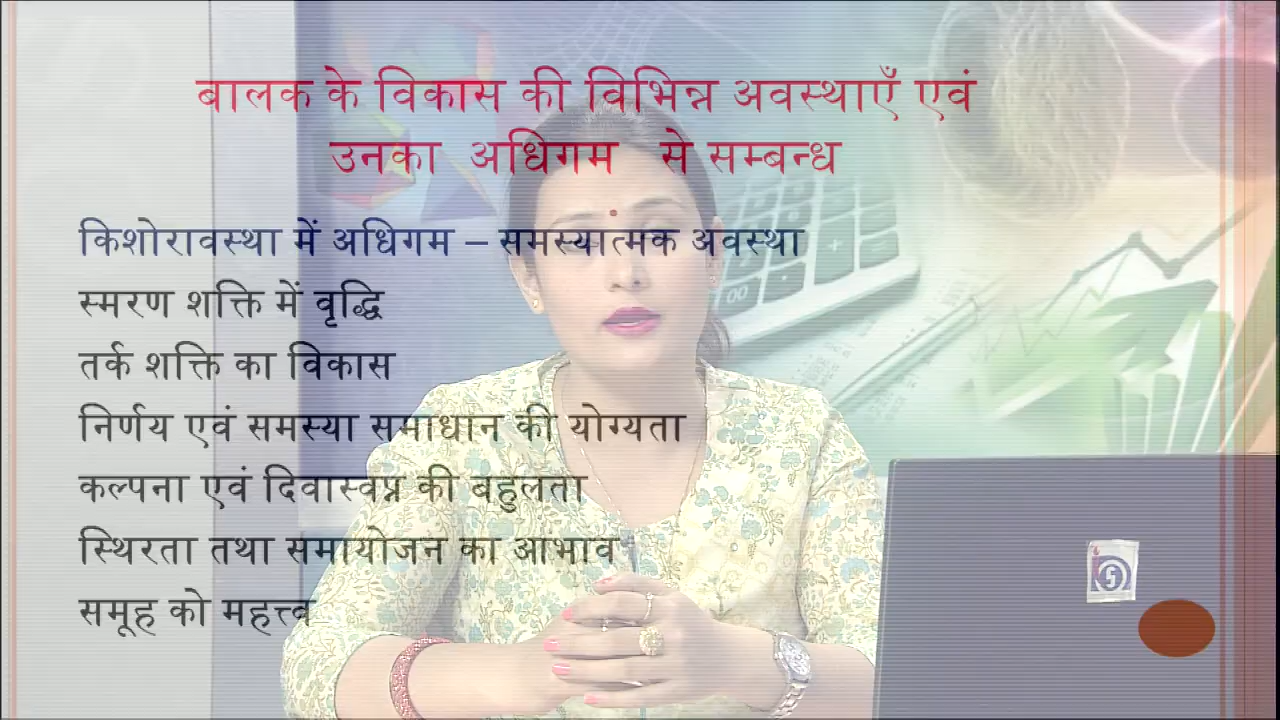 बालक के विकास की विभिन्न अवस्थाएँ एवं
उनका अधिगम से सम्बन्ध
किशोरावस्था में अधिगम – समस्यात्मक अवस्था
स्मरण शक्ति में वृद्धि
तर्क शक्ति का विकास
निर्णय एवं समस्या समाधान की योग्यता
कल्पना एवं दिवास्वप्न की बहुलता
स्थिरता तथा समायोजन का आभाव
समूह को महत्त्व